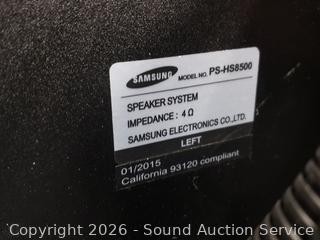 SAMSUNG MODEL NO. PS-HS8500
SPEAKER SYSTEM
IMPEDANCE : 4 Ω
SAMSUNG ELECTRONICS CO.,LTD.
LEFT
01/2015
California 93120 compliant
Copyright 2026 - Sound Auction Service